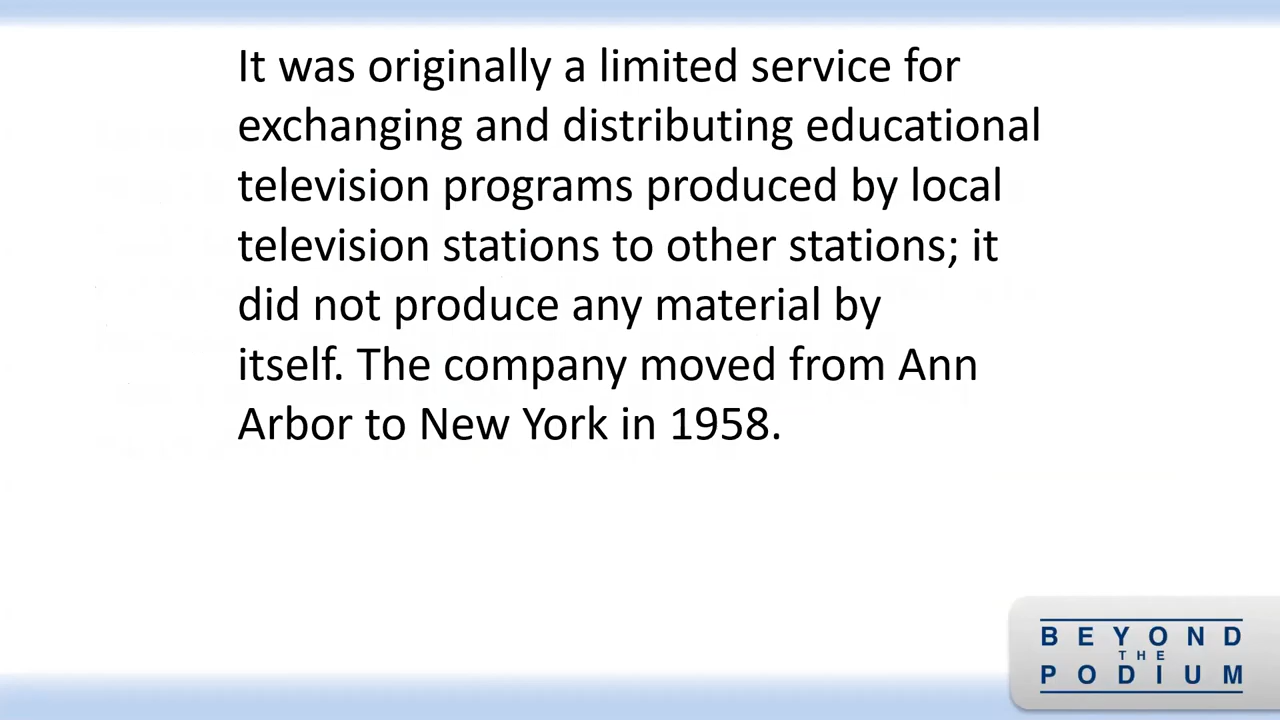 It was originally a limited service for
exchanging and distributing educational
television programs produced by local
television stations to other stations; it
did not produce any material by
itself. The company moved from Ann
Arbor to New York in 1958.
BEYOND
THE
PODIUM